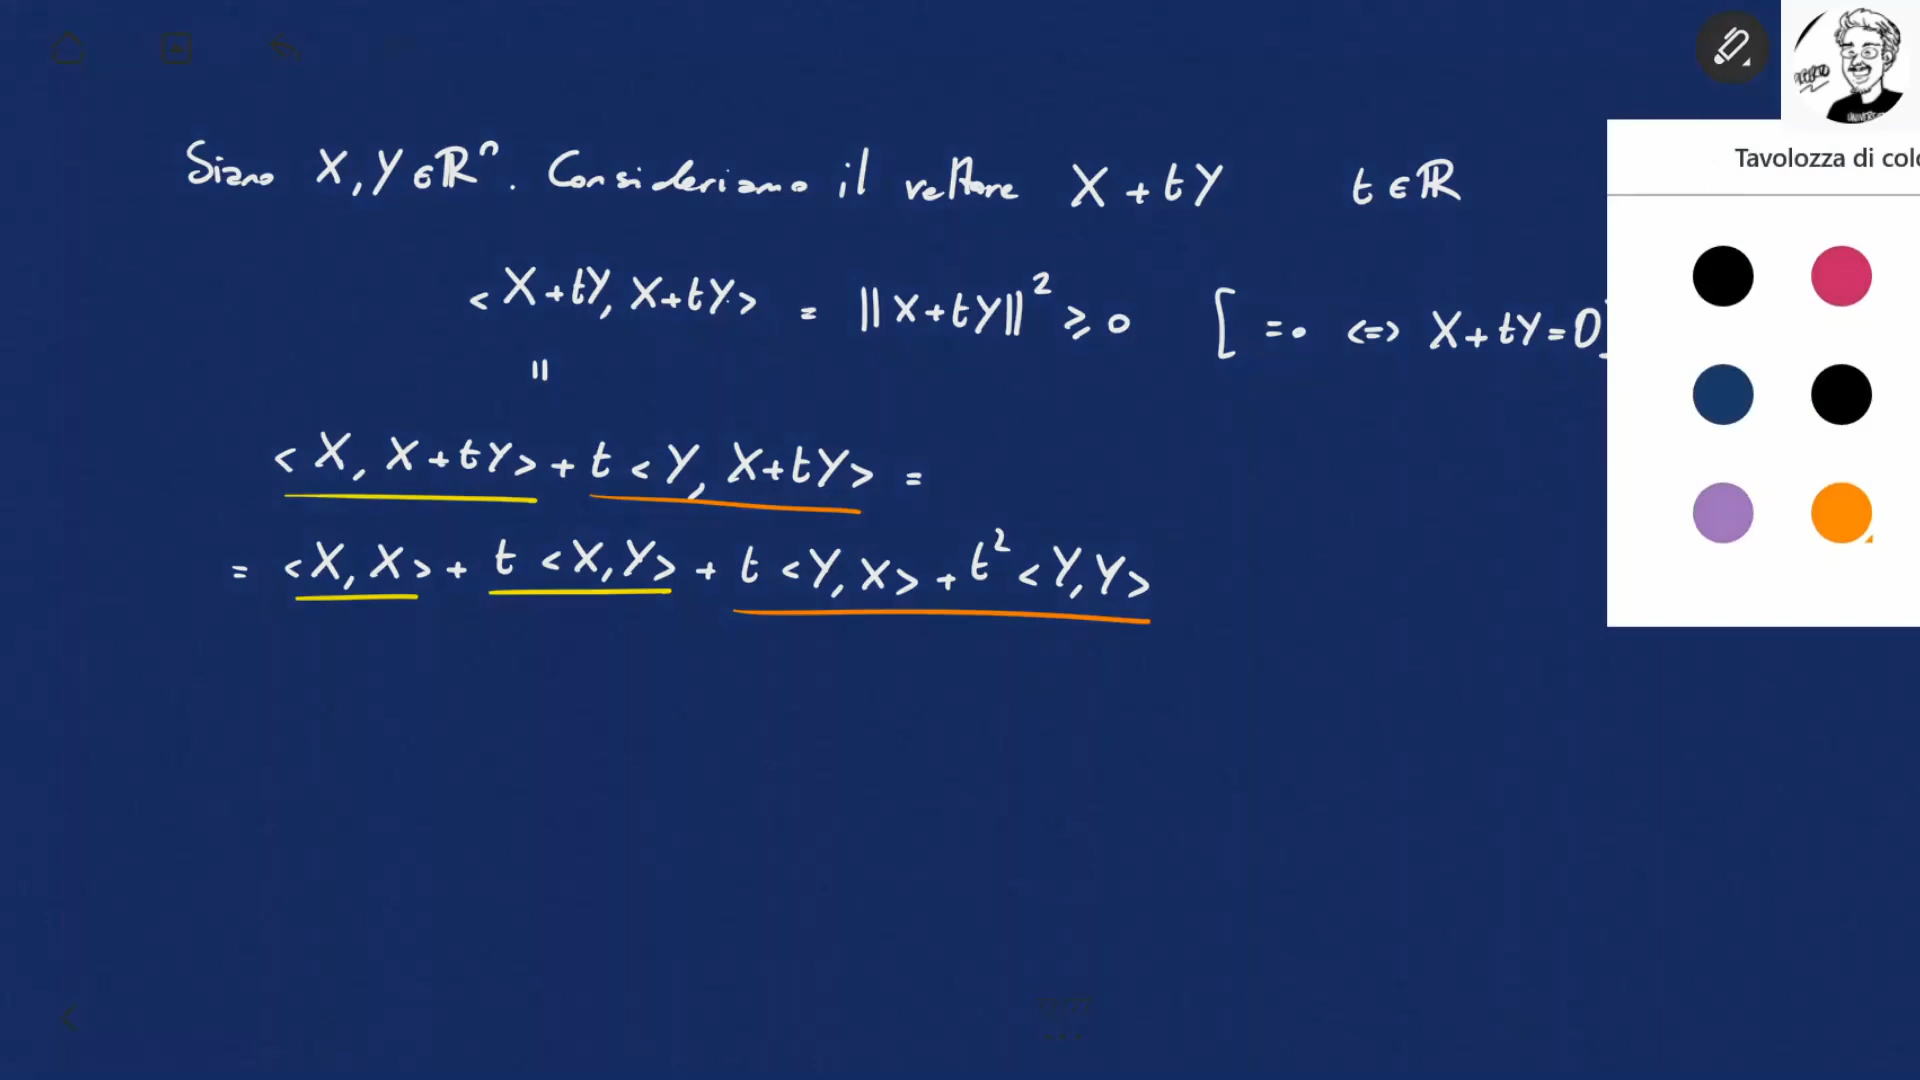 Siano X, Y ∈ ℝⁿ. Consideriamo il vettore X + tY t ∈ ℝ
Tavolozza di colo
< X+tY, X+tY > = ||X+tY||² ⩾ 0 [ =0 <=> X+tY=0]
||
< X, X+tY> + t < Y, X+tY> =
= <X, X> + t <X,Y> + t <Y, X> + t² <Y,Y>